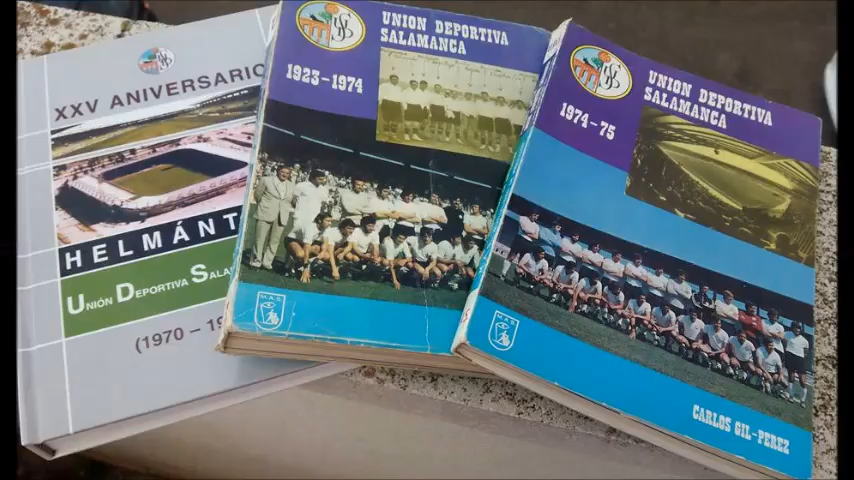 XXV ANIVERSARIO
HELMÁNT
UNIÓN DEPORTIVA SALA
(1970 – 19
UNION DEPORTIVA
SALAMANCA
1923–1974
M.A.S.
UNION DEPORTIVA
SALAMANCA
1974-75
M.A.S.
CARLOS GIL-PEREZ